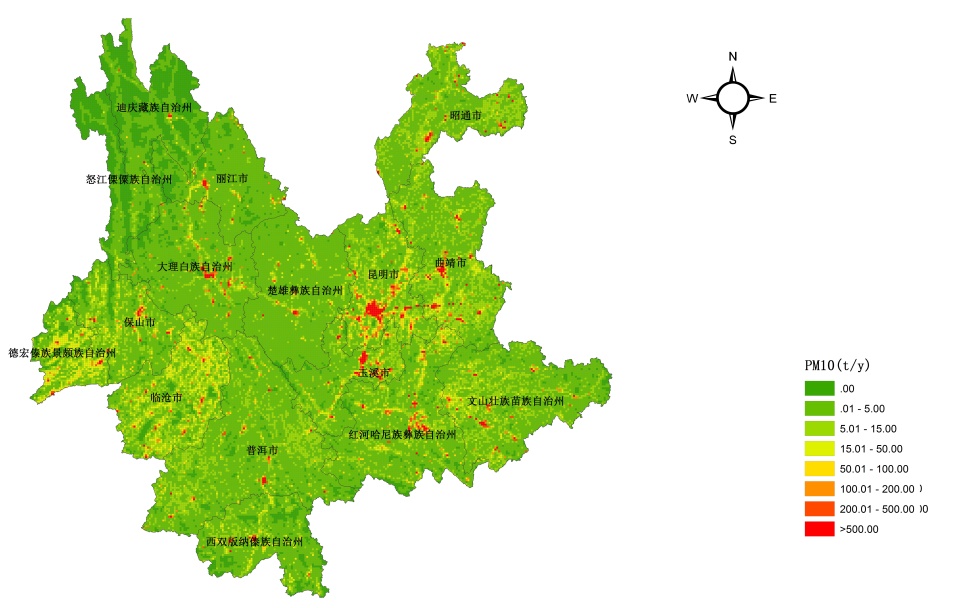 N
W
E
S
迪庆藏族自治州
昭通市
怒江傈僳族自治州
丽江市
大理白族自治州
昆明市
曲靖市
楚雄彝族自治州
保山市
德宏傣族景颇族自治州
玉溪市
临沧市
文山壮族苗族自治州
红河哈尼族彝族自治州
普洱市
西双版纳傣族自治州
PM10(t/y)
.00
.01 - 5.00
5.01 - 15.00
15.01 - 50.00
50.01 - 100.00
100.01 - 200.00 )
200.01 - 500.00 )0
>500.00